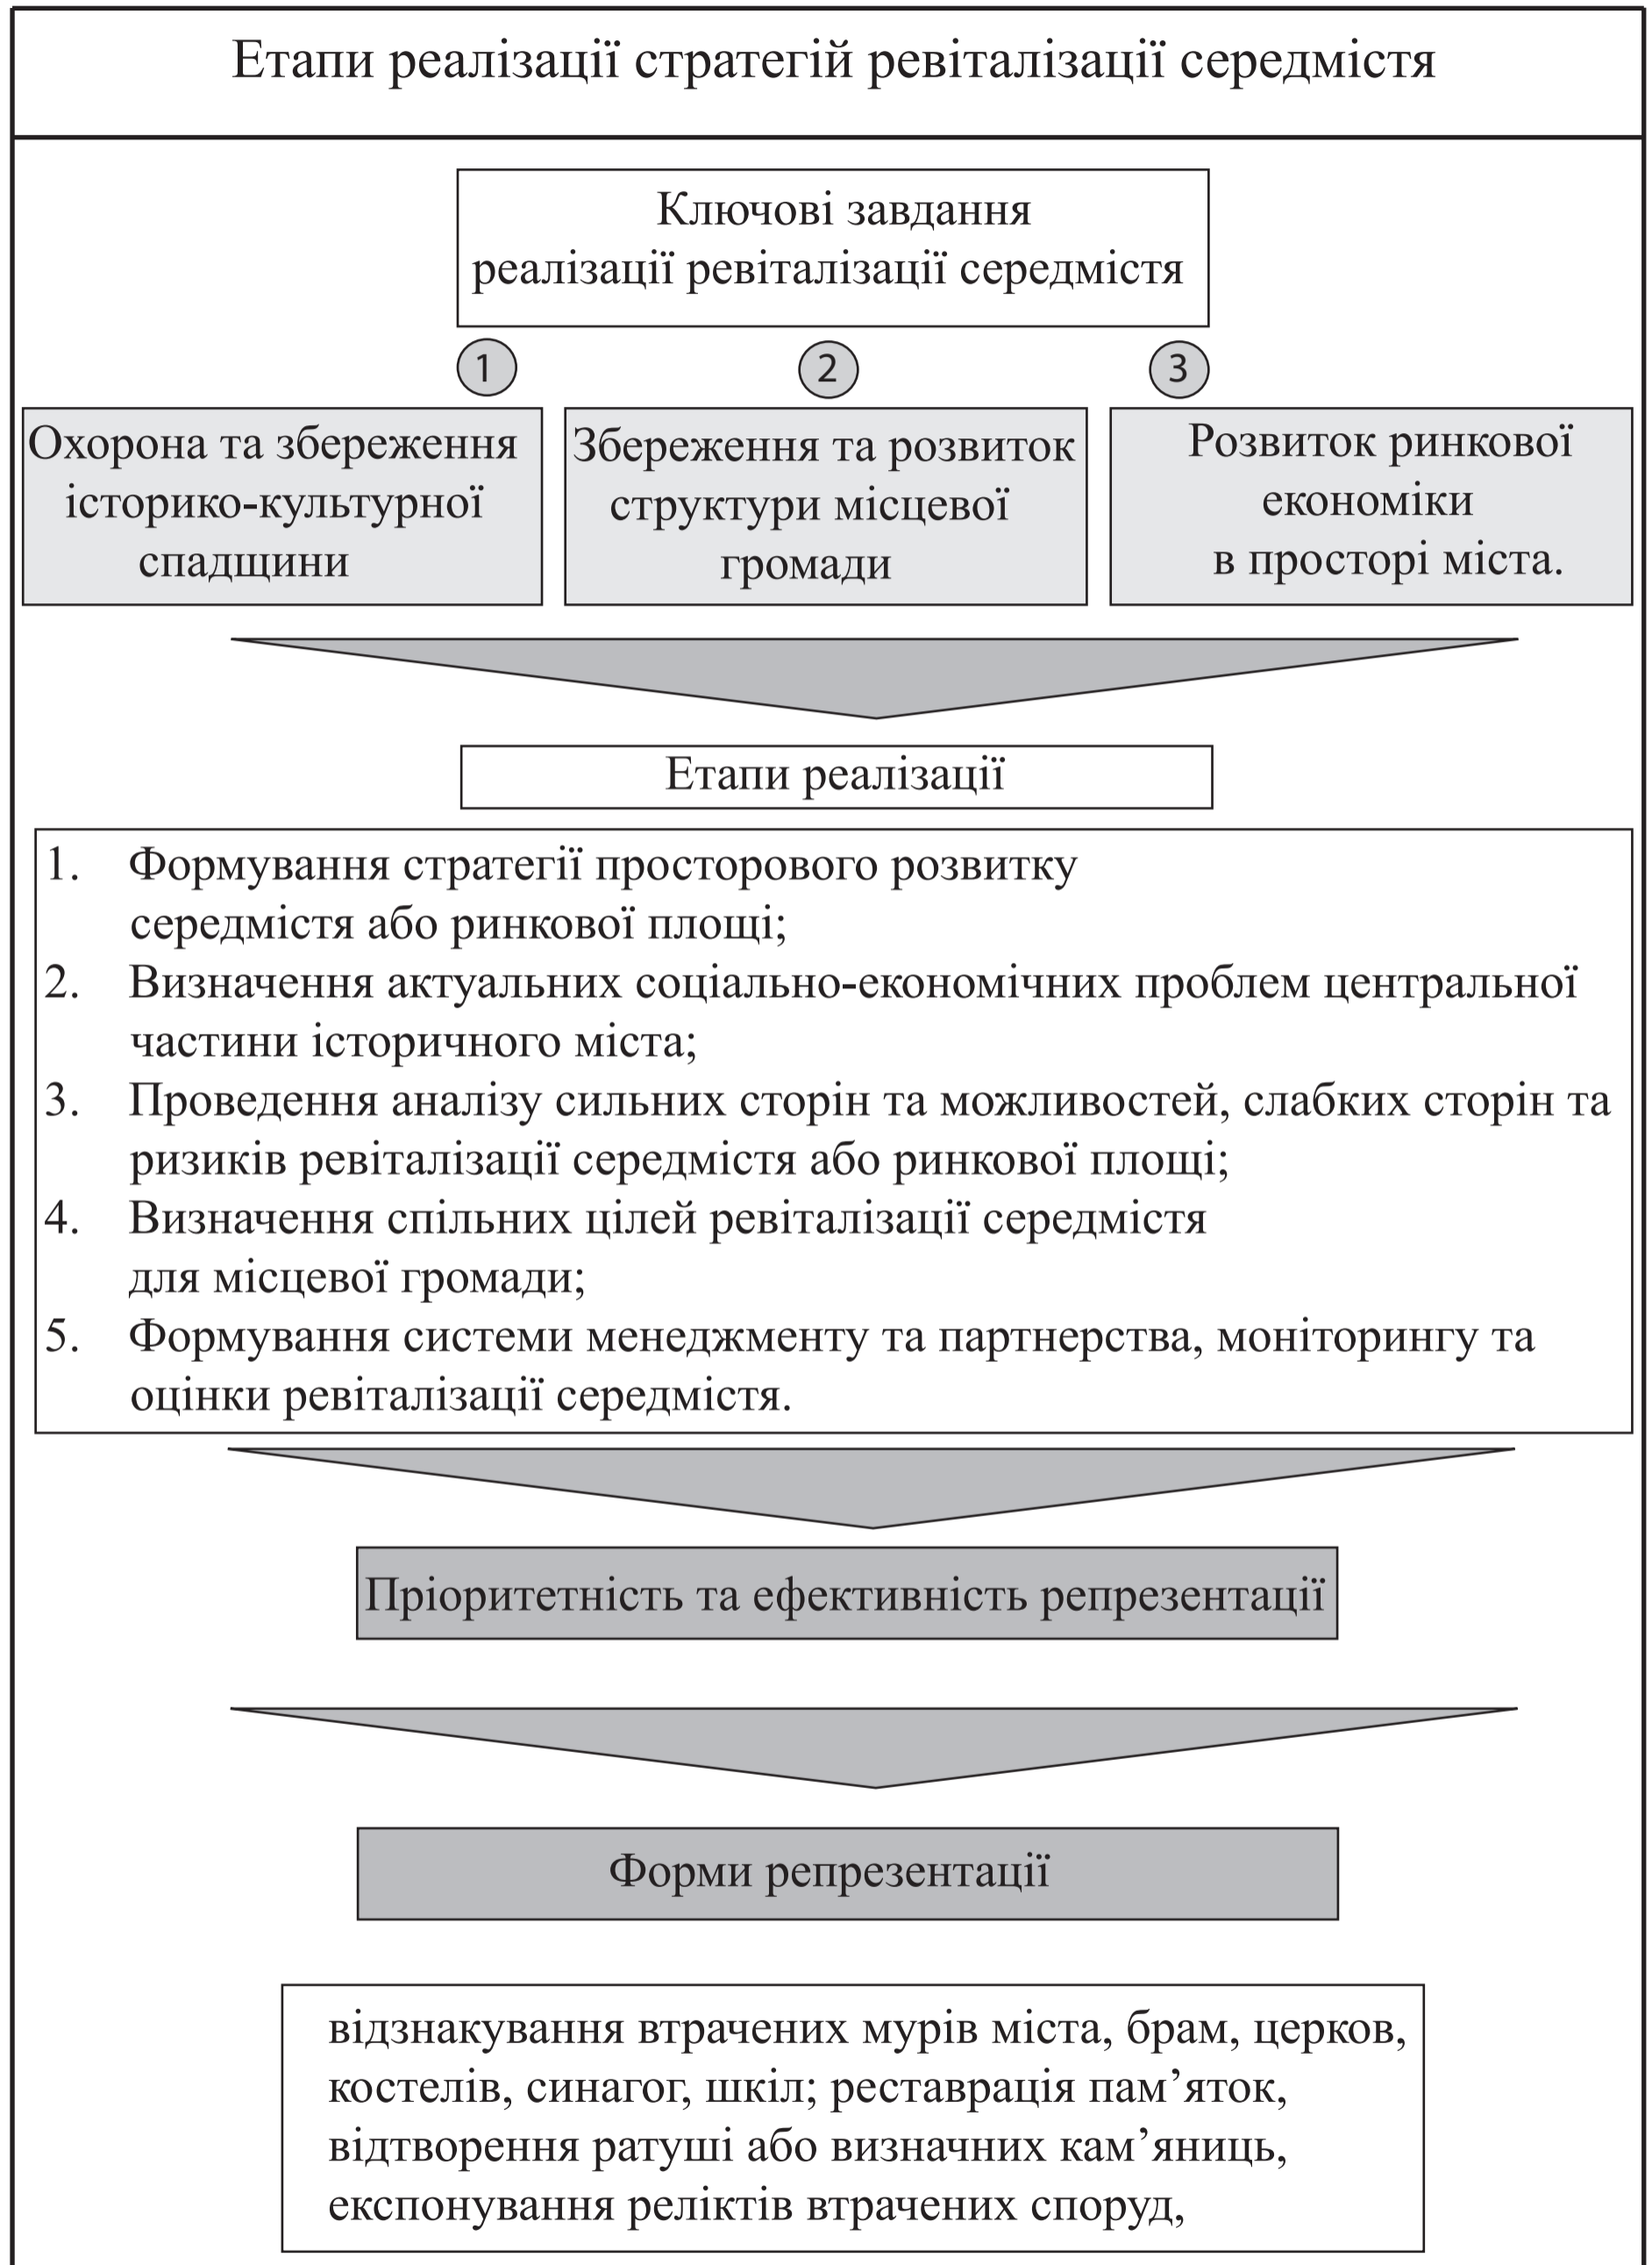 Етапи реалізації стратегій ревіталізації середмістя
Ключові завдання
реалізації ревіталізації середмістя
1
2
3
Охорона та збереження
історико-культурної
спадщини
Збереження та розвиток
структури місцевої
громади
Розвиток ринкової
економіки
в просторі міста.
Етапи реалізації
1. Формування стратегії просторового розвитку
середмістя або ринкової площі;
2. Визначення актуальних соціально-економічних проблем центральної
частини історичного міста;
3. Проведення аналізу сильних сторін та можливостей, слабких сторін та
ризиків ревіталізації середмістя або ринкової площі;
4. Визначення спільних цілей ревіталізації середмістя
для місцевої громади;
5. Формування системи менеджменту та партнерства, моніторингу та
оцінки ревіталізації середмістя.
Пріоритетність та ефективність репрезентації
Форми репрезентації
відзнакування втрачених мурів міста, брам, церков,
костелів, синагог, шкіл; реставрація пам’яток,
відтворення ратуші або визначних кам’яниць,
експонування реліктів втрачених споруд,